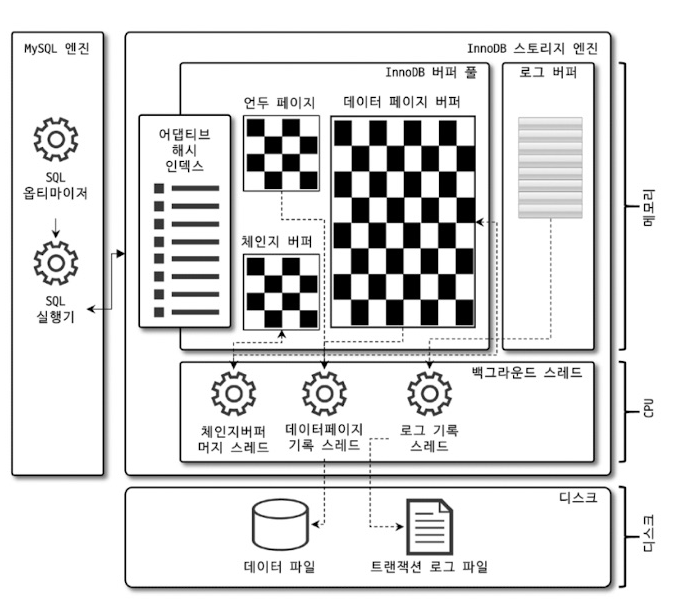 MySQL 엔진
InnoDB 스토리지 엔진
InnoDB 버퍼 풀
로그 버퍼
언두 페이지
데이터 페이지 버퍼
어댑티브
해시
인덱스
SQL
옵티마이저
체인지 버퍼
SQL
실행기
메모리
백그라운드 스레드
체인지버퍼
머지 스레드
데이터페이지
기록 스레드
로그 기록
스레드
CPU
디스크
데이터 파일
트랜잭션 로그 파일
디스크